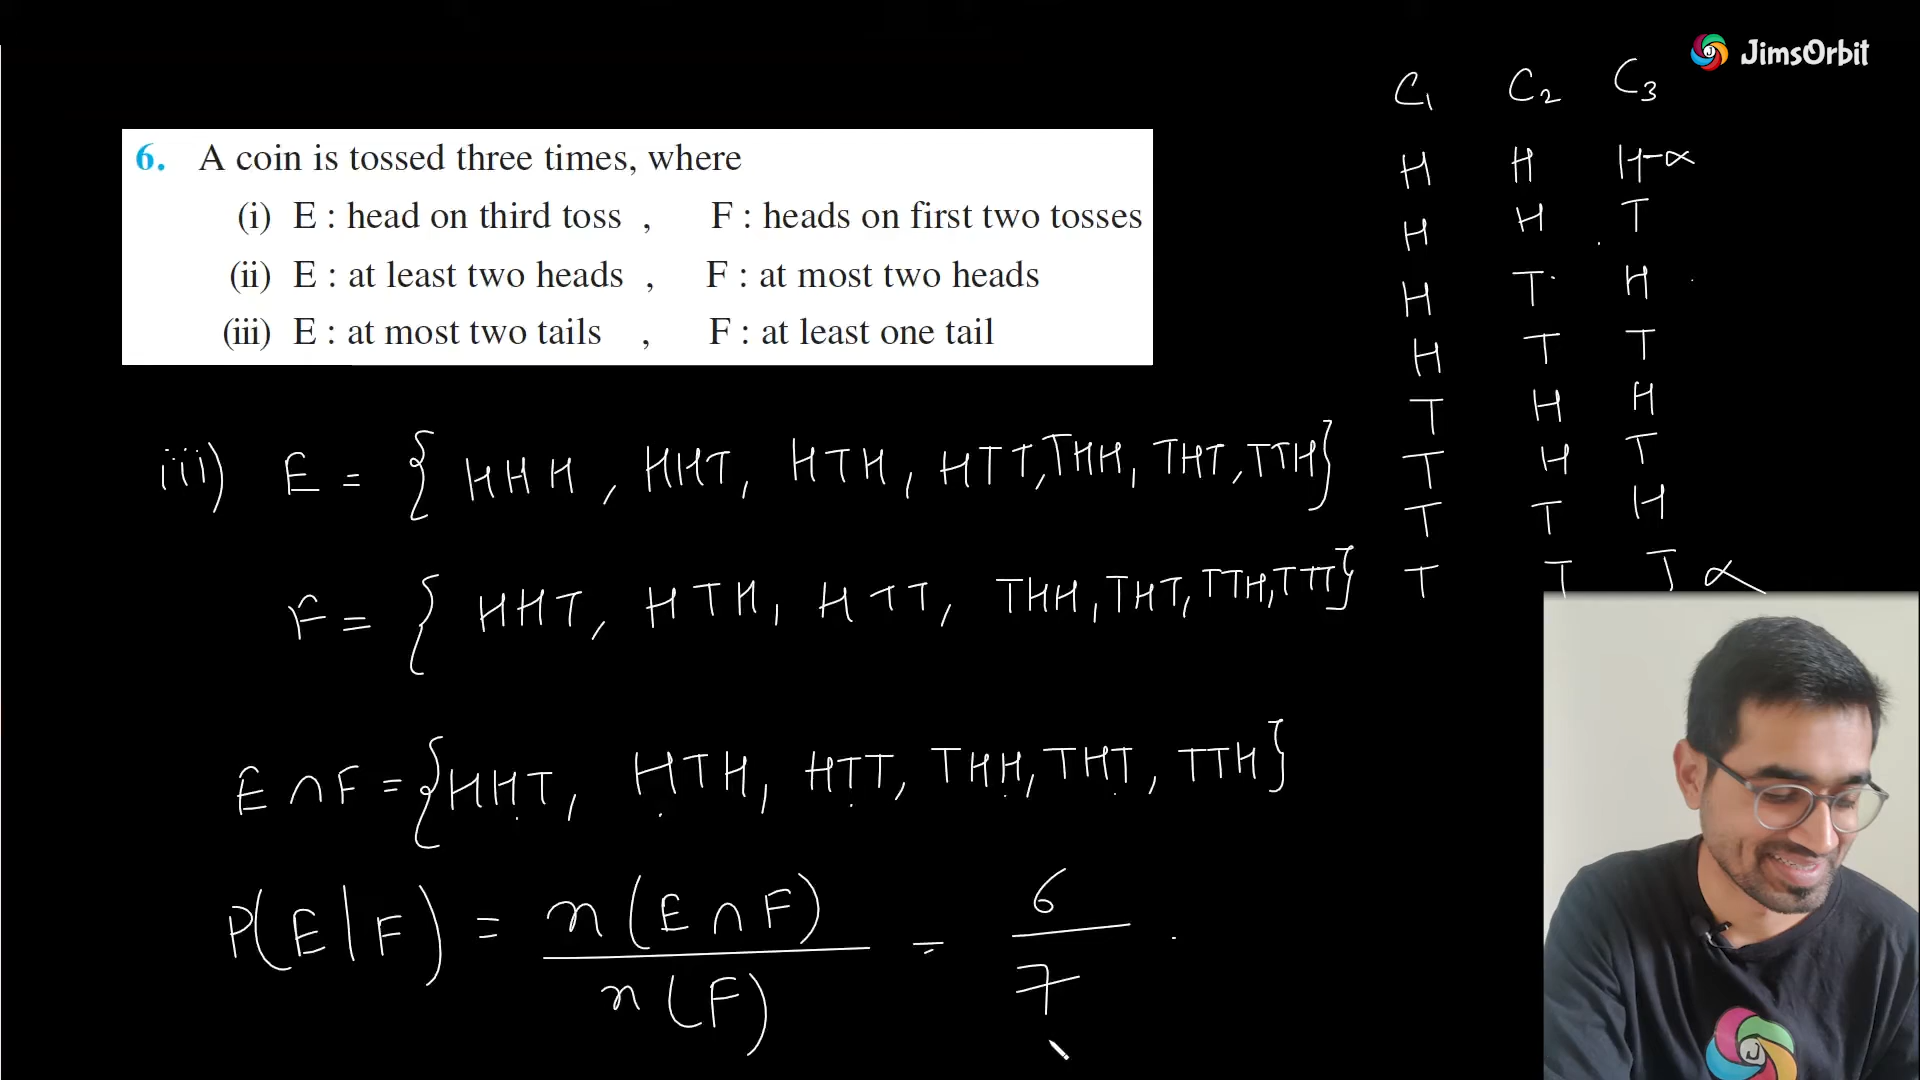 JimsOrbit
C1 C2 C3
6. A coin is tossed three times, where
(i) E : head on third toss , F : heads on first two tosses
(ii) E : at least two heads , F : at most two heads
(iii) E : at most two tails , F : at least one tail
H H H-α
H H T
H T H
H T T
T H H
T H T
T T H
T T T α
iii) E = { HHH, HHT, HTH, HTT, THH, THT, TTH}
F = { HHT, HTH, HTT, THH, THT, TTH, TTT}
E ∩ F = {HHT, HTH, HTT, THH, THT, TTH}
P(E|F) = n(E ∩ F) / n(F) = 6/7
J